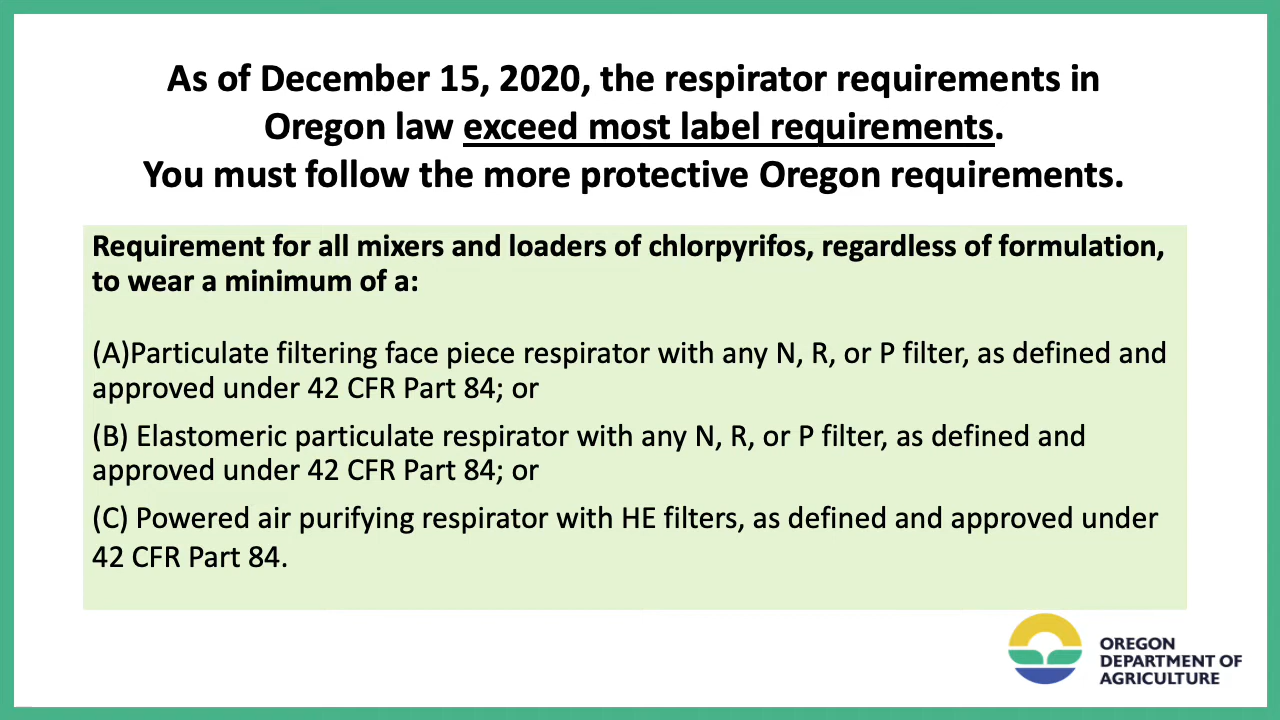 As of December 15, 2020, the respirator requirements in
Oregon law exceed most label requirements.
You must follow the more protective Oregon requirements.
Requirement for all mixers and loaders of chlorpyrifos, regardless of formulation,
to wear a minimum of a:
(A)Particulate filtering face piece respirator with any N, R, or P filter, as defined and
approved under 42 CFR Part 84; or
(B) Elastomeric particulate respirator with any N, R, or P filter, as defined and
approved under 42 CFR Part 84; or
(C) Powered air purifying respirator with HE filters, as defined and approved under
42 CFR Part 84.
OREGON
DEPARTMENT OF
AGRICULTURE